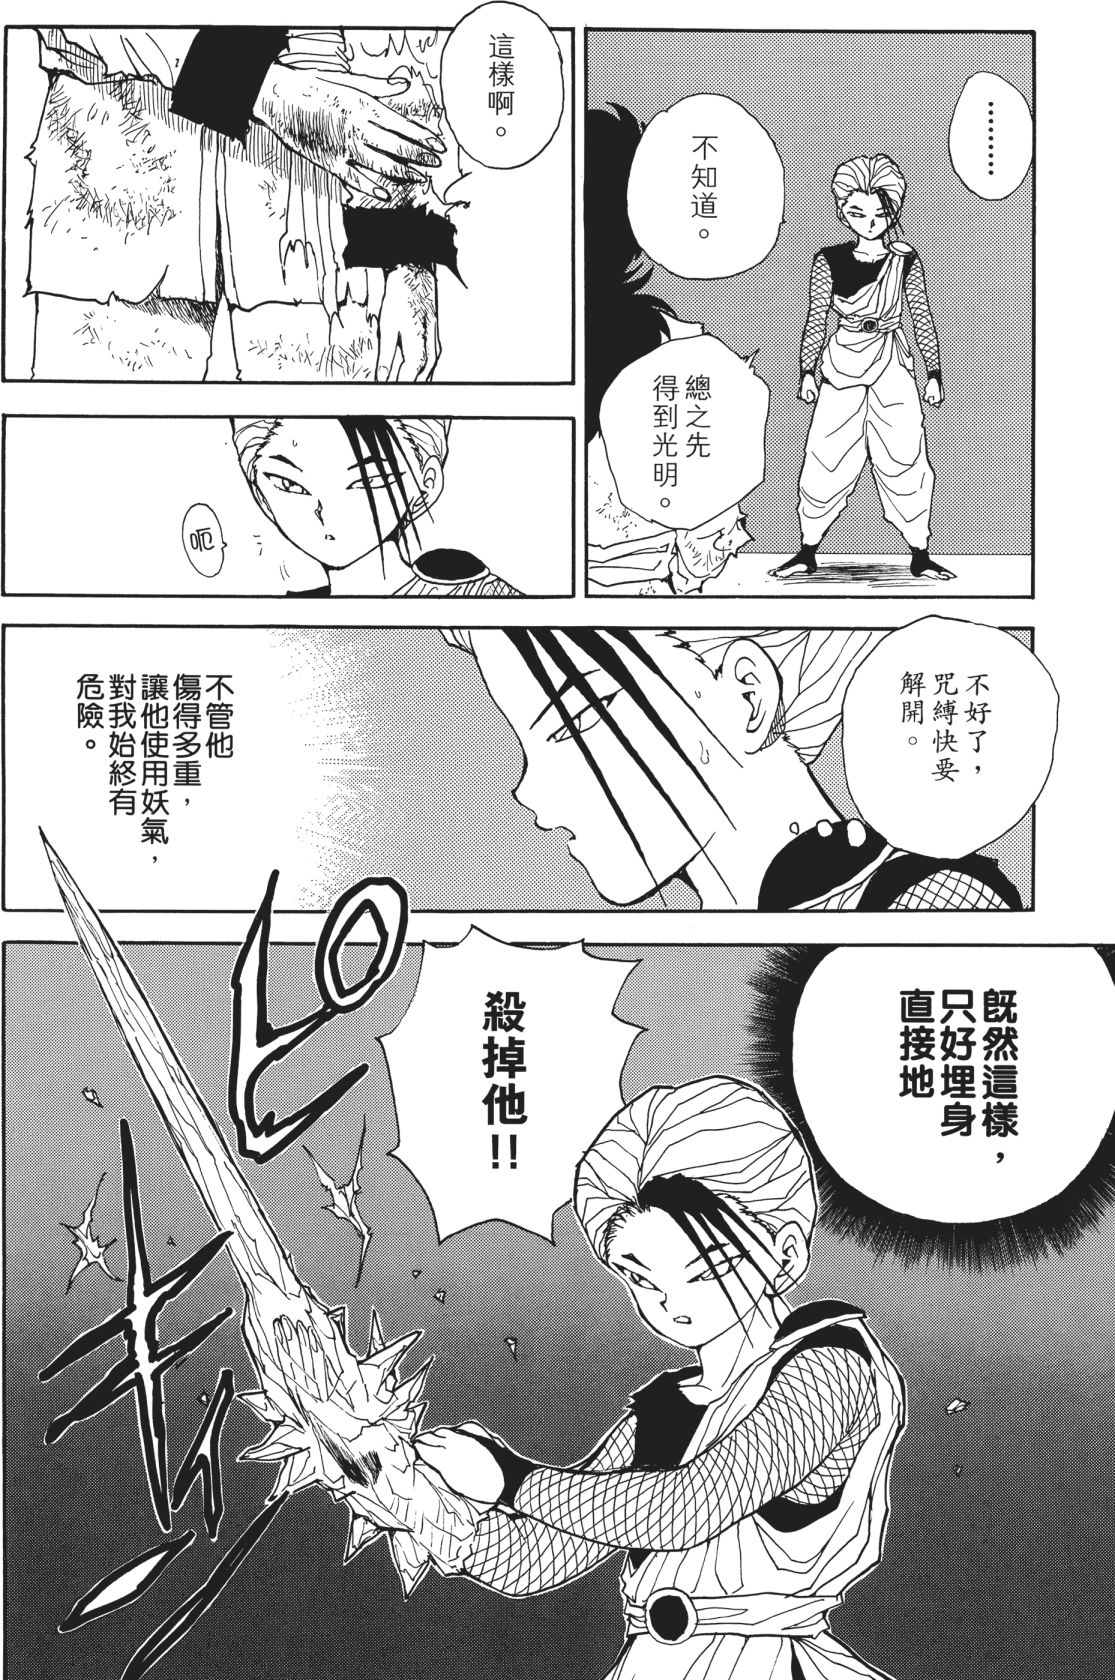 ………
不知道。
總之先
得到光明。
這樣啊。
呃
不好了，
咒縛快要
解開。
不管他
傷得多重，
讓他使用妖氣，
對我始終有
危險。
既然這樣，
只好埋身
直接地
殺掉他!!
ピキィ